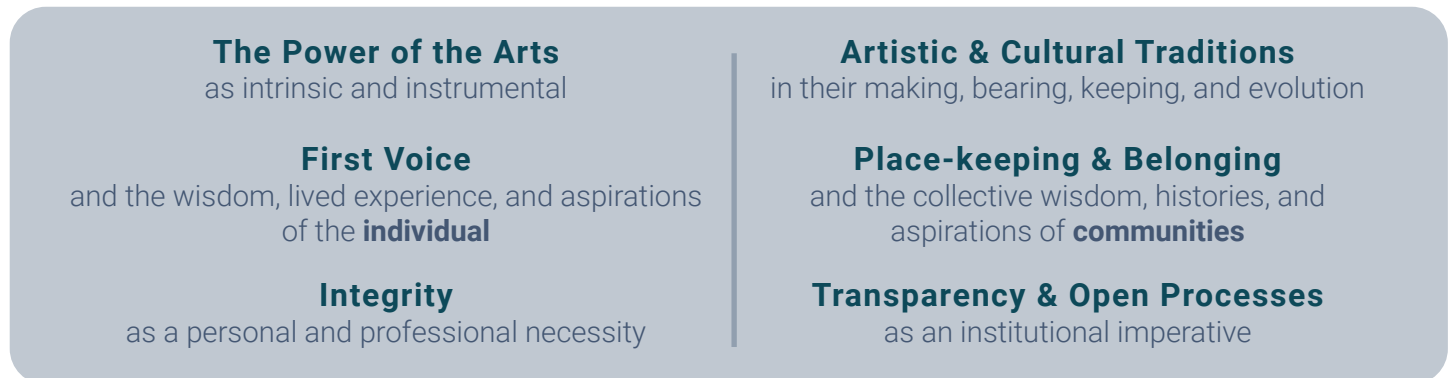 The Power of the Arts
as intrinsic and instrumental
First Voice
and the wisdom, lived experience, and aspirations
of the individual
Integrity
as a personal and professional necessity
Artistic & Cultural Traditions
in their making, bearing, keeping, and evolution
Place-keeping & Belonging
and the collective wisdom, histories, and
aspirations of communities
Transparency & Open Processes
as an institutional imperative